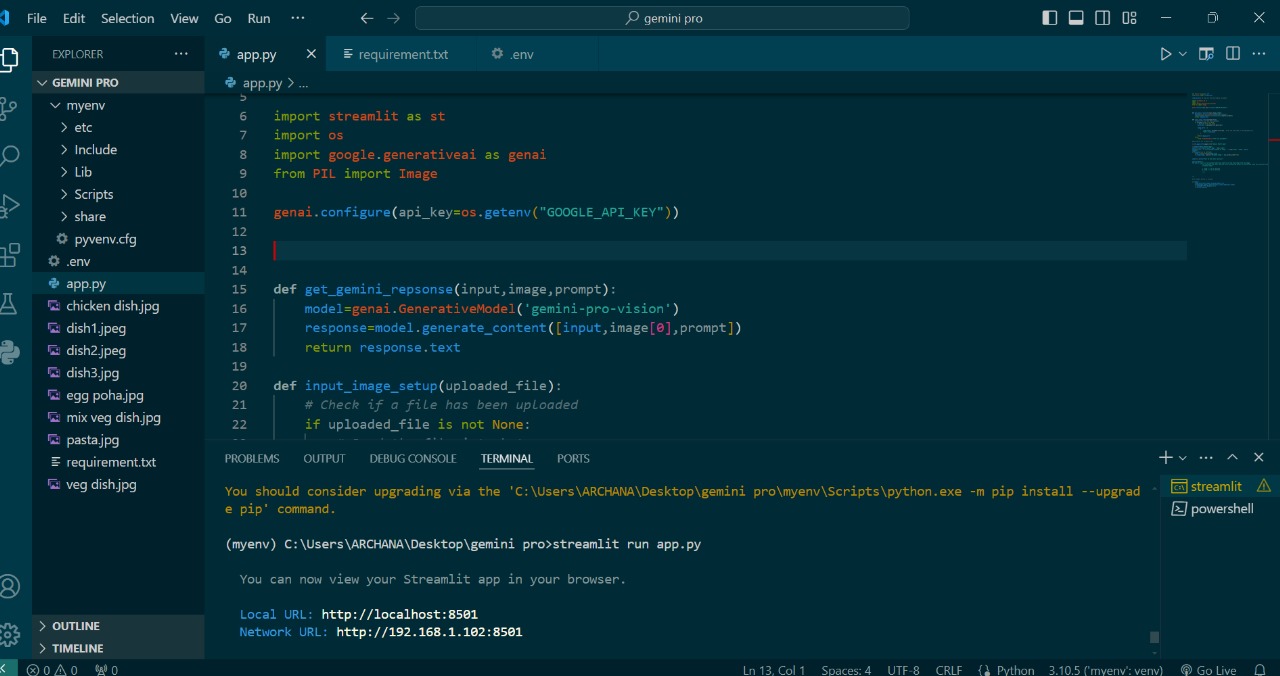 File Edit Selection View Go Run ··· gemini pro
EXPLORER ···
GEMINI PRO
myenv
etc
Include
Lib
Scripts
share
pyvenv.cfg
.env
app.py
chicken dish.jpg
dish1.jpeg
dish2.jpeg
dish3.jpg
egg poha.jpg
mix veg dish.jpg
pasta.jpg
requirement.txt
veg dish.jpg
OUTLINE
TIMELINE
app.py requirement.txt .env
app.py > ...
5
6 import streamlit as st
7 import os
8 import google.generativeai as genai
9 from PIL import Image
10
11 genai.configure(api_key=os.getenv("GOOGLE_API_KEY"))
12
13
14
15 def get_gemini_repsonse(input,image,prompt):
16 model=genai.GenerativeModel('gemini-pro-vision')
17 response=model.generate_content([input,image[0],prompt])
18 return response.text
19
20 def input_image_setup(uploaded_file):
21 # Check if a file has been uploaded
22 if uploaded_file is not None:
PROBLEMS OUTPUT DEBUG CONSOLE TERMINAL PORTS
You should consider upgrading via the 'C:\Users\ARCHANA\Desktop\gemini pro\myenv\Scripts\python.exe -m pip install --upgrad
e pip' command.
(myenv) C:\Users\ARCHANA\Desktop\gemini pro>streamlit run app.py
You can now view your Streamlit app in your browser.
Local URL: http://localhost:8501
Network URL: http://192.168.1.102:8501
streamlit
powershell
0 0 0 Ln 13, Col 1 Spaces: 4 UTF-8 CRLF Python 3.10.5 ('myenv': venv) Go Live